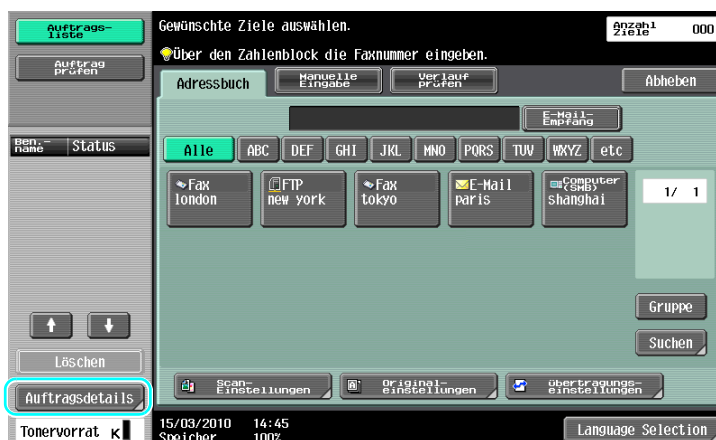 Auftrags-
liste
Auftrag
prüfen
Ben.-
name
Status
Löschen
Auftragsdetails
Tonervorrat K
Gewünschte Ziele auswählen.
Anzahl
Ziele
000
Über den Zahlenblock die Faxnummer eingeben.
Adressbuch
Manuelle
Eingabe
Verlauf
prüfen
Abheben
E-Mail-
Empfang
Alle ABC DEF GHI JKL MNO PQRS TUV WXYZ etc
Fax
london
FTP
new york
Fax
tokyo
E-Mail
paris
Computer
(SMB)
shanghai
1/ 1
Gruppe
Suchen
Scan-
Einstellungen
Original-
einstellungen
übertragungs-
einstellungen
15/03/2010 14:45
Speicher 100%
Language Selection